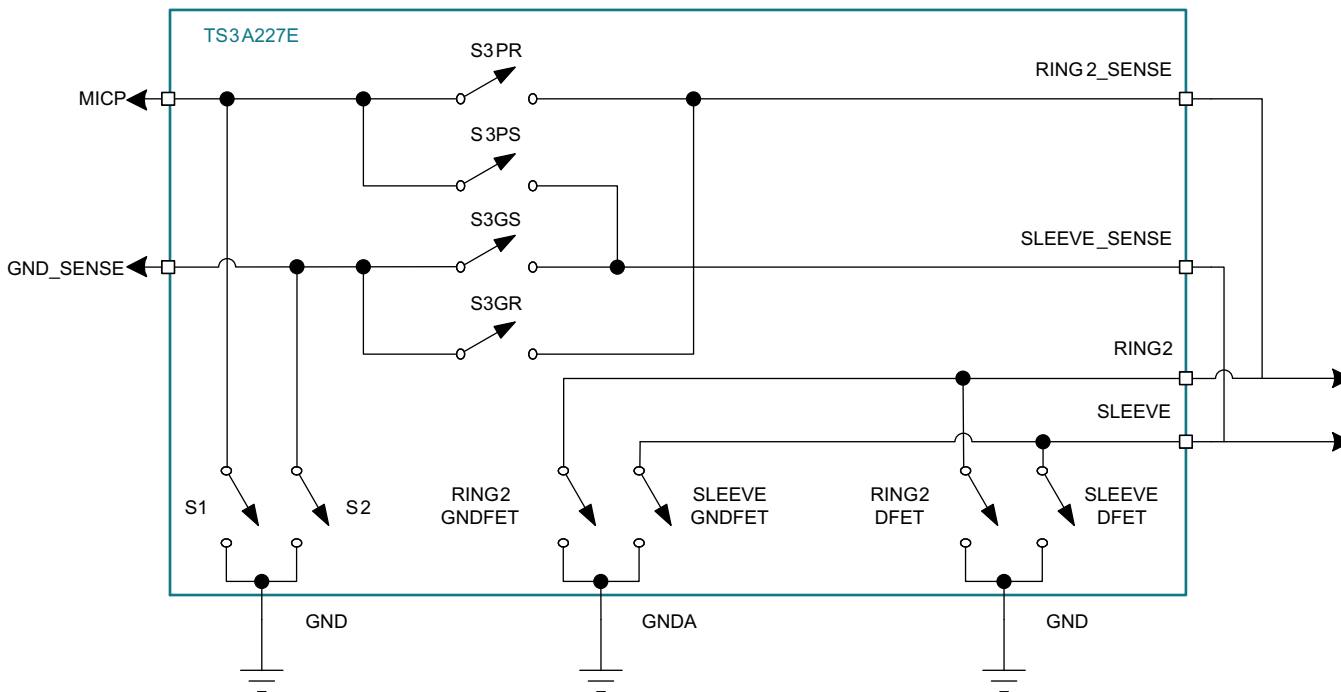 TS3A227E
S3PR
RING2_SENSE
MICP
S3PS
S3GS
SLEEVE_SENSE
GND_SENSE
S3GR
RING2
SLEEVE
S1
S2
RING2
GNDFET
SLEEVE
GNDFET
RING2
DFET
SLEEVE
DFET
GND
GNDA
GND